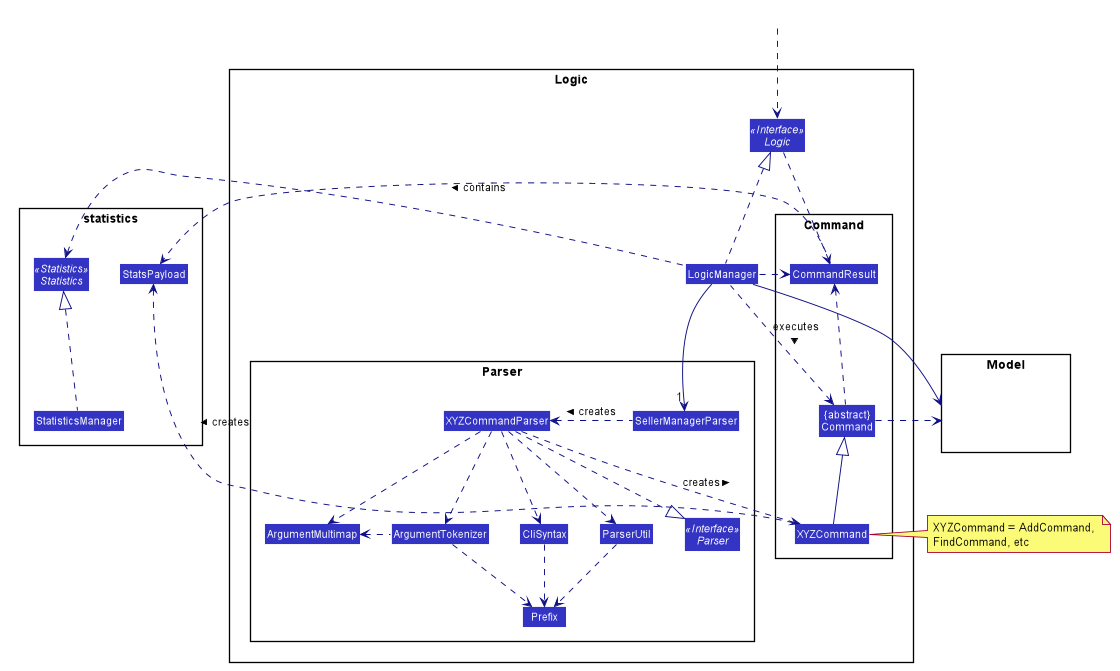 Logic
«Interface»
Logic
◄ contains
statistics
Command
«Statistics»
Statistics
StatsPayload
LogicManager
CommandResult
executes
Model
Parser
1
StatisticsManager
◄ creates
XYZCommandParser
◄ creates
SellerManagerParser
{abstract}
Command
creates ►
ArgumentMultimap
ArgumentTokenizer
CliSyntax
ParserUtil
«Interface»
Parser
XYZCommand
XYZCommand = AddCommand,
FindCommand, etc
Prefix